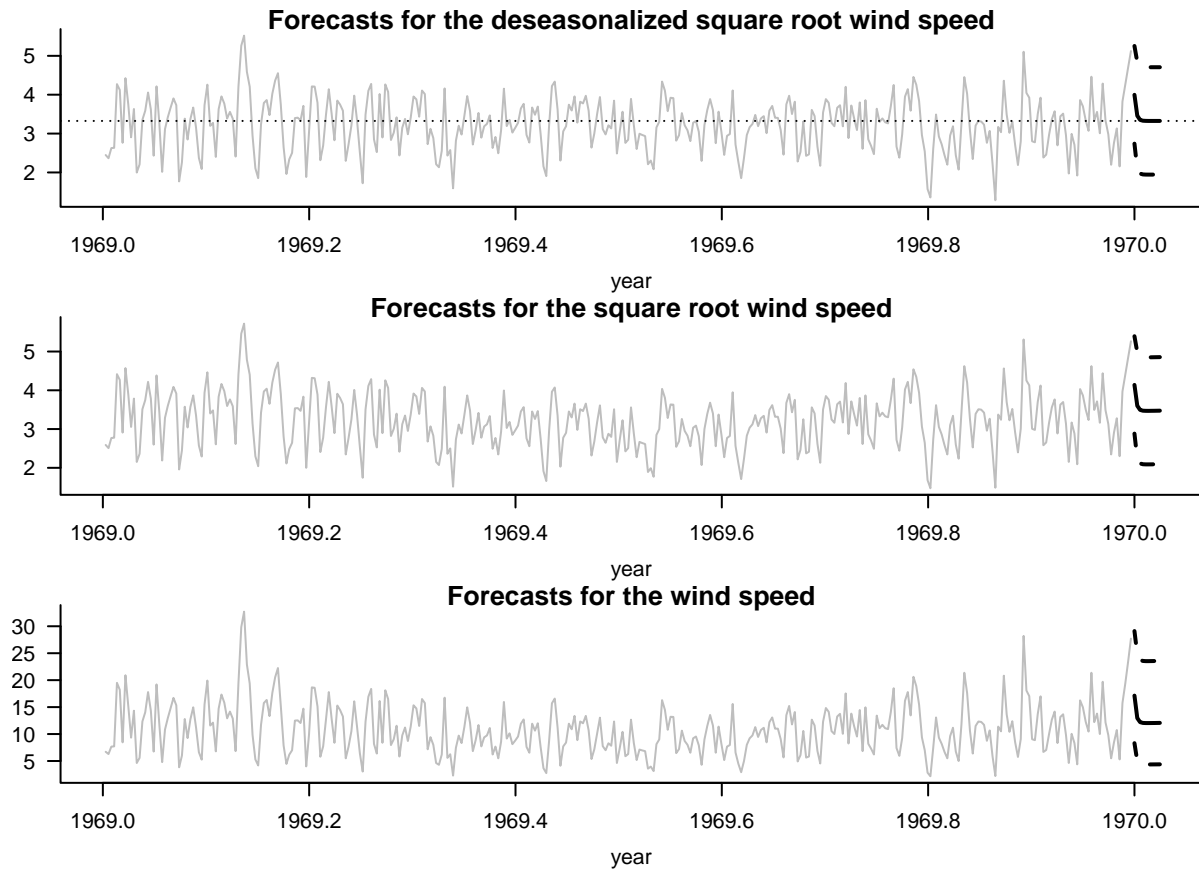 Forecasts for the deseasonalized square root wind speed
5
4
3
2
1969.0 1969.2 1969.4 1969.6 1969.8 1970.0
year
Forecasts for the square root wind speed
5
4
3
2
1969.0 1969.2 1969.4 1969.6 1969.8 1970.0
year
Forecasts for the wind speed
30
25
20
15
10
5
1969.0 1969.2 1969.4 1969.6 1969.8 1970.0
year